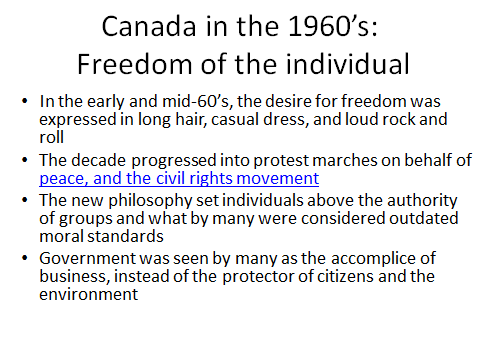 Canada in the 1960’s:
Freedom of the individual
• In the early and mid-60’s, the desire for freedom was
expressed in long hair, casual dress, and loud rock and
roll
• The decade progressed into protest marches on behalf of
peace, and the civil rights movement
• The new philosophy set individuals above the authority
of groups and what by many were considered outdated
moral standards
• Government was seen by many as the accomplice of
business, instead of the protector of citizens and the
environment